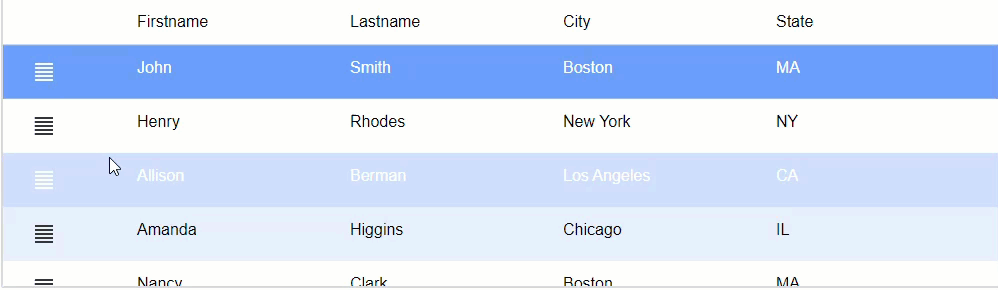 Firstname Lastname City State
John Smith Boston MA
Henry Rhodes New York NY
Allison Berman Los Angeles CA
Amanda Higgins Chicago IL
Nancy Clark Boston MA